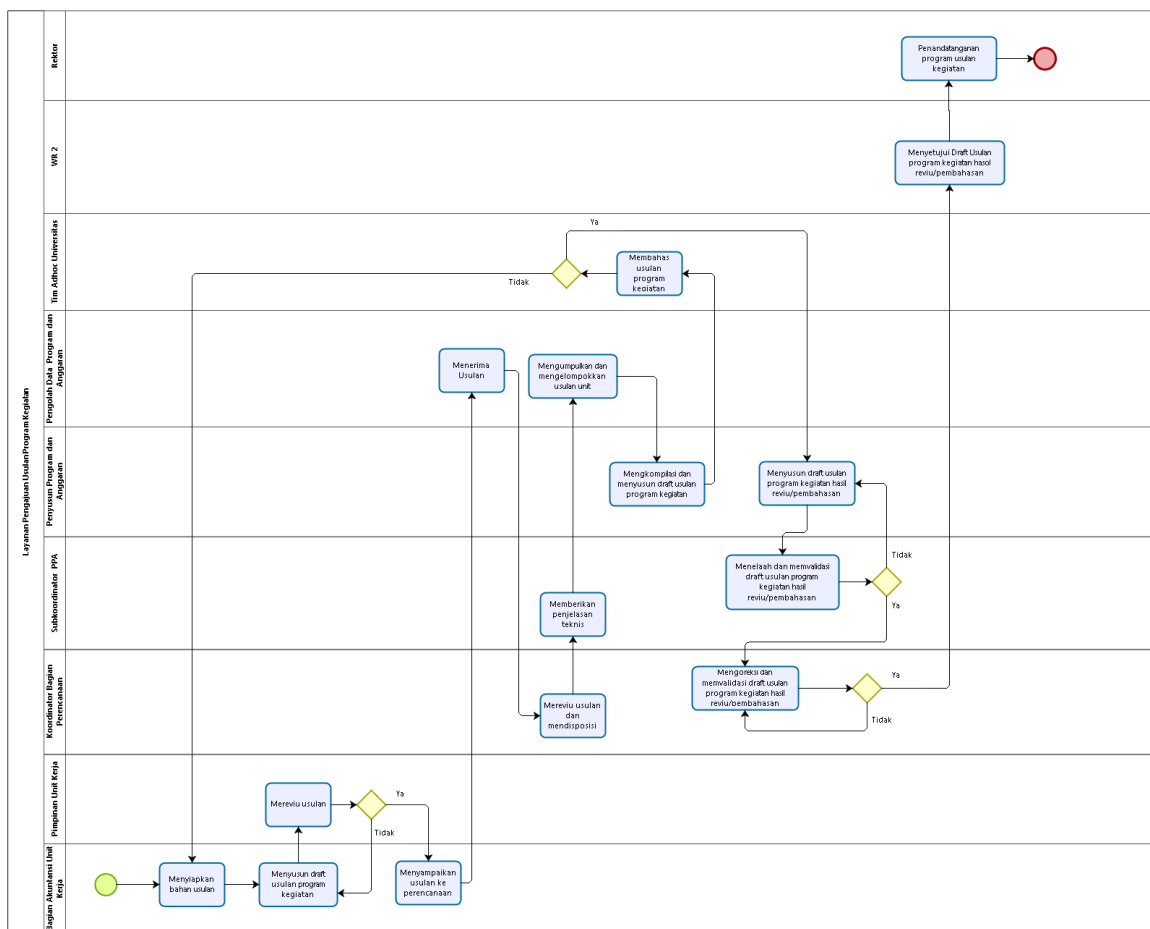 Layanan Pengajuan Usulan Program Kegiatan
Rektor
Penandatanganan
program usulan
kegiatan
WR 2
Menyetujui Draft Usulan
program kegiatan hasol
reviu/pembahasan
Tim Adhoc Universitas
Ya
Tidak
Membahas
usulan
program
kegiatan
Pengolah Data Program dan
Anggaran
Menerima
Usulan
Mengumpulkan dan
mengelompokkan
usulan unit
Penyusun Program dan
Anggaran
Mengkompilasi dan
menyusun draft usulan
program kegiatan
Menyusun draft usulan
program kegiatan hasil
reviu/pembahasan
Subkoordinator PPA
Memberikan
penjelasan
teknis
Menelaah dan memvalidasi
draft usulan program
kegiatan hasil
reviu/pembahasan
Tidak
Ya
Koordinator Bagian
Perencanaan
Mereviu usulan
dan
mendisposisi
Mengoreksi dan
memvalidasi draft usulan
program kegiatan hasil
reviu/pembahasan
Ya
Tidak
Pimpinan Unit Kerja
Mereviu usulan
Ya
Tidak
Bagian Akuntansi Unit
Kerja
Menyiapkan
bahan usulan
Menyusun draft
usulan program
kegiatan
Menyampaikan
usulan ke
perencanaan